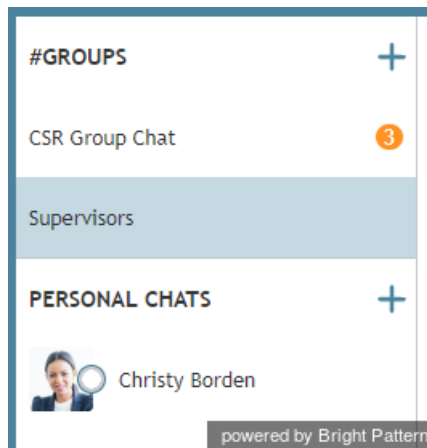 #GROUPS
CSR Group Chat 3
Supervisors
PERSONAL CHATS
Christy Borden
powered by Bright Pattern